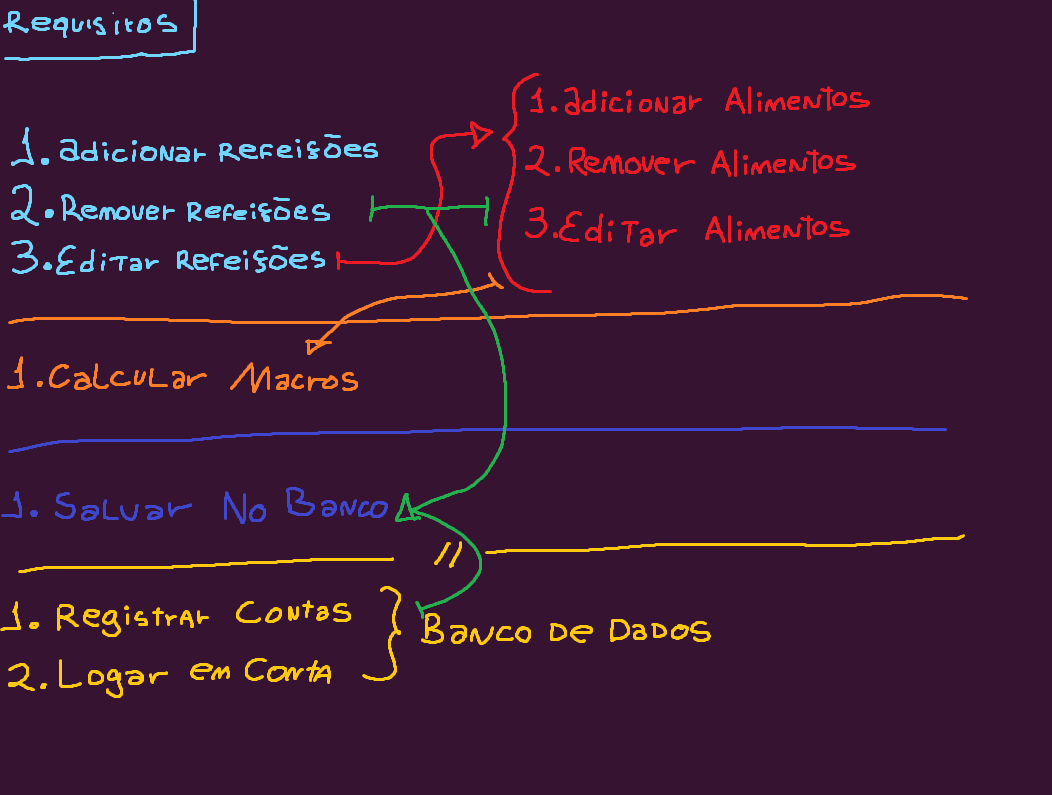 Requisitos
1. adicionar Refeições
2. Remover Refeições
3. Editar Refeições
1. adicionar Alimentos
2. Remover Alimentos
3. Editar Alimentos
1. Calcular Macros
1. Salvar No Banco
//
1. Registrar Contas
2. Logar em Conta
Banco de Dados